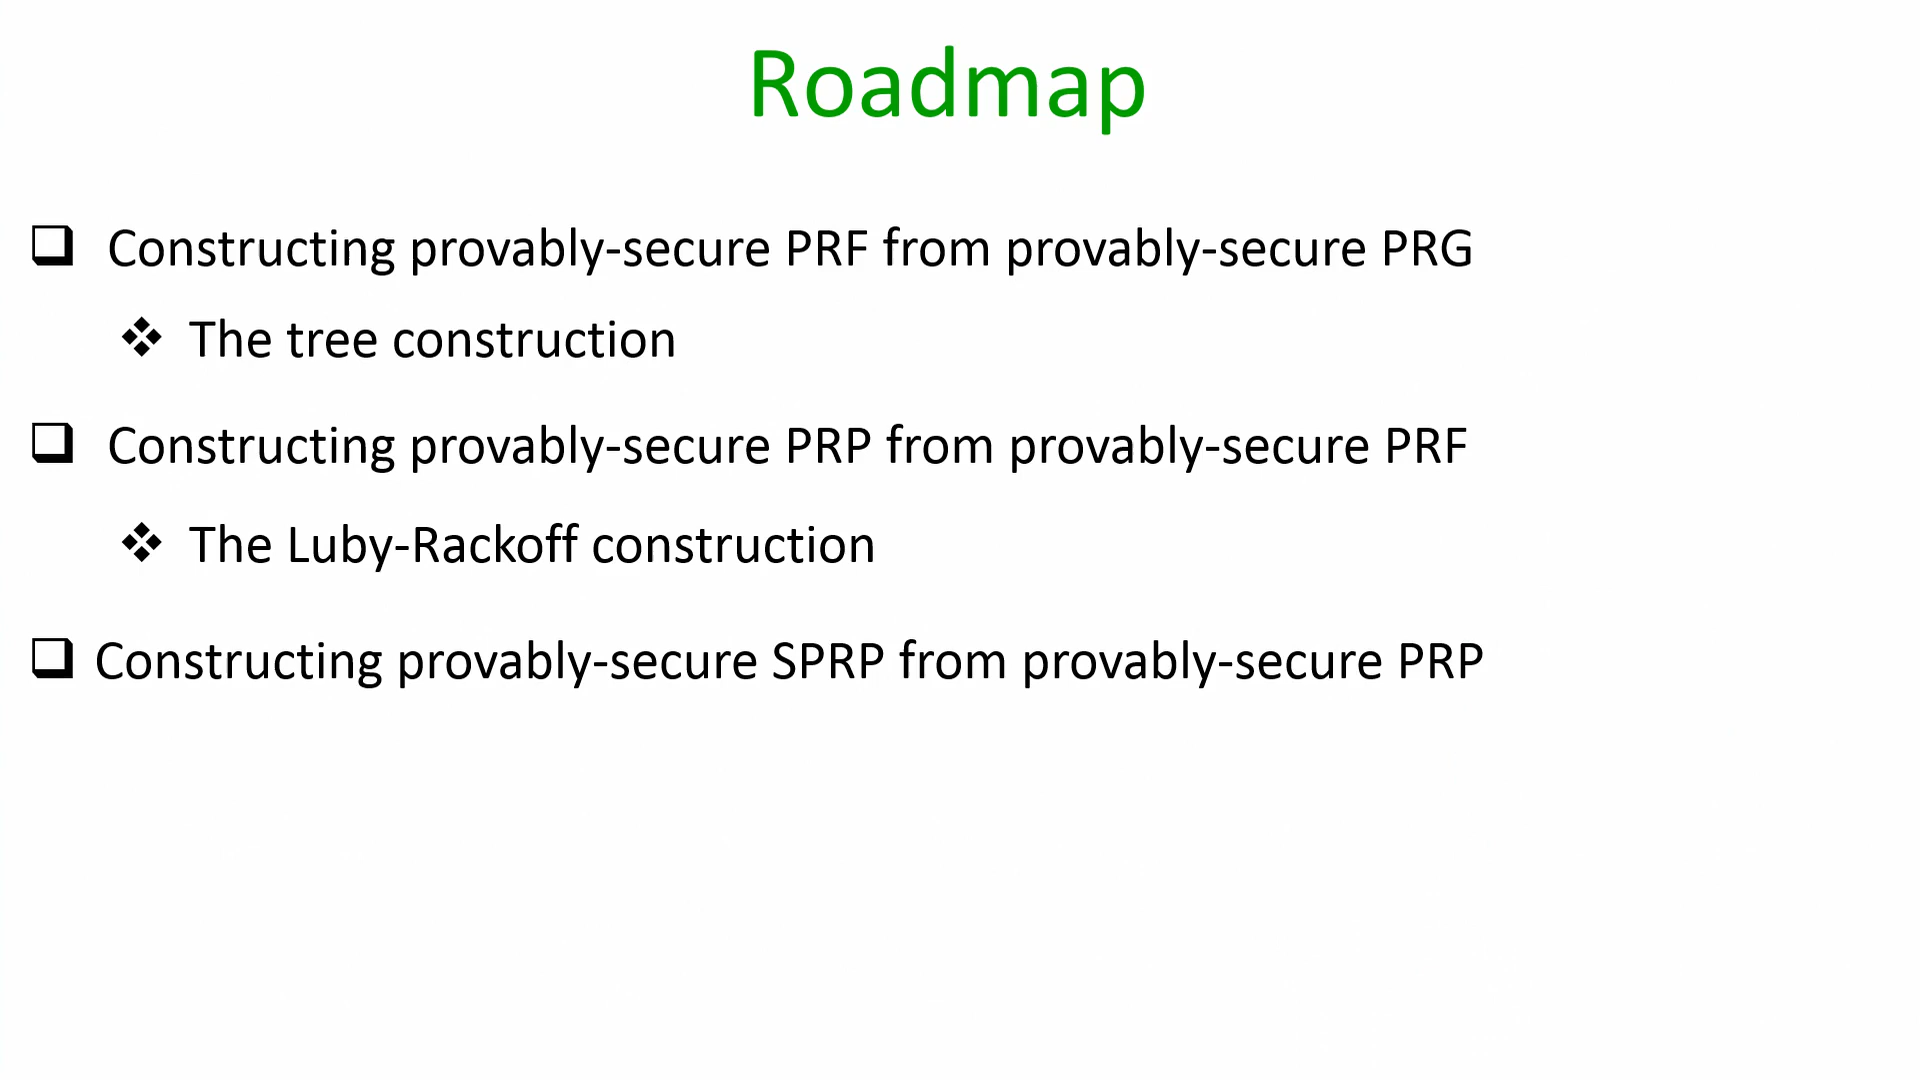 Roadmap
Constructing provably-secure PRF from provably-secure PRG
The tree construction
Constructing provably-secure PRP from provably-secure PRF
The Luby-Rackoff construction
Constructing provably-secure SPRP from provably-secure PRP